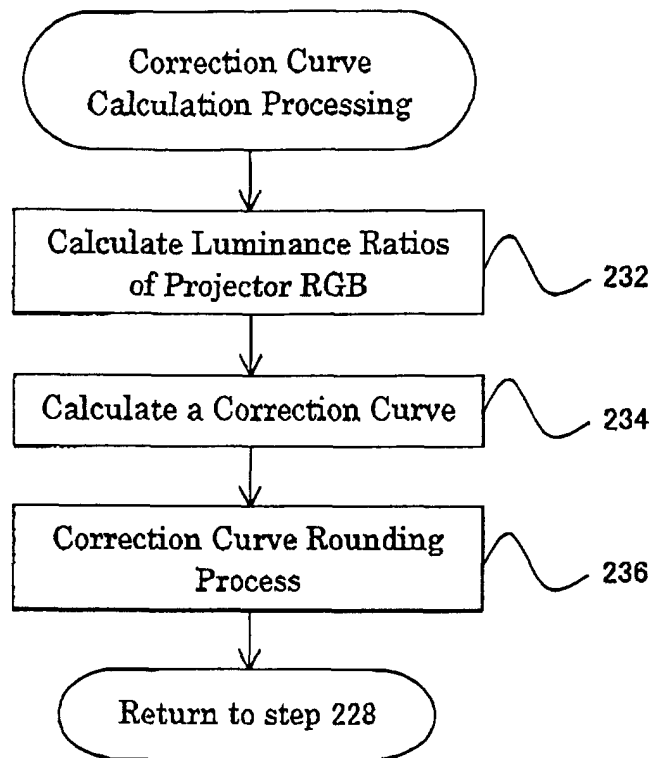 Correction Curve
Calculation Processing
Calculate Luminance Ratios
of Projector RGB
232
Calculate a Correction Curve
234
Correction Curve Rounding
Process
236
Return to step 228